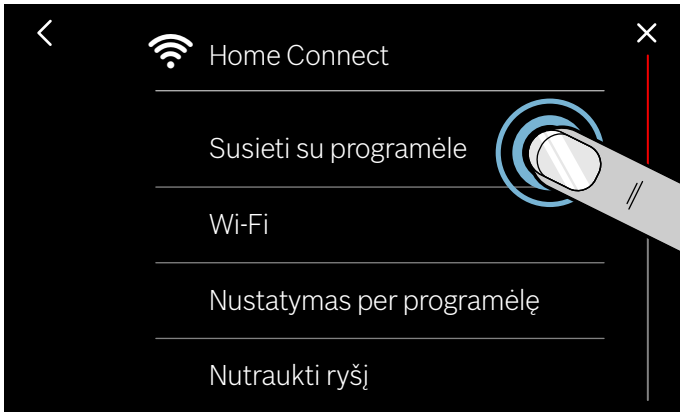 Home Connect
Susieti su programėle
Wi-Fi
Nustatymas per programėlę
Nutraukti ryšį